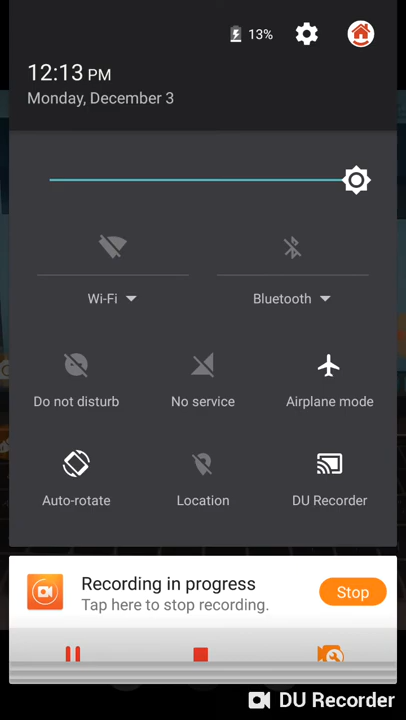 13%
12:13 PM
Monday, December 3
Wi-Fi
Bluetooth
Do not disturb
No service
Airplane mode
Auto-rotate
Location
DU Recorder
Recording in progress
Stop
Tap here to stop recording.
DU Recorder